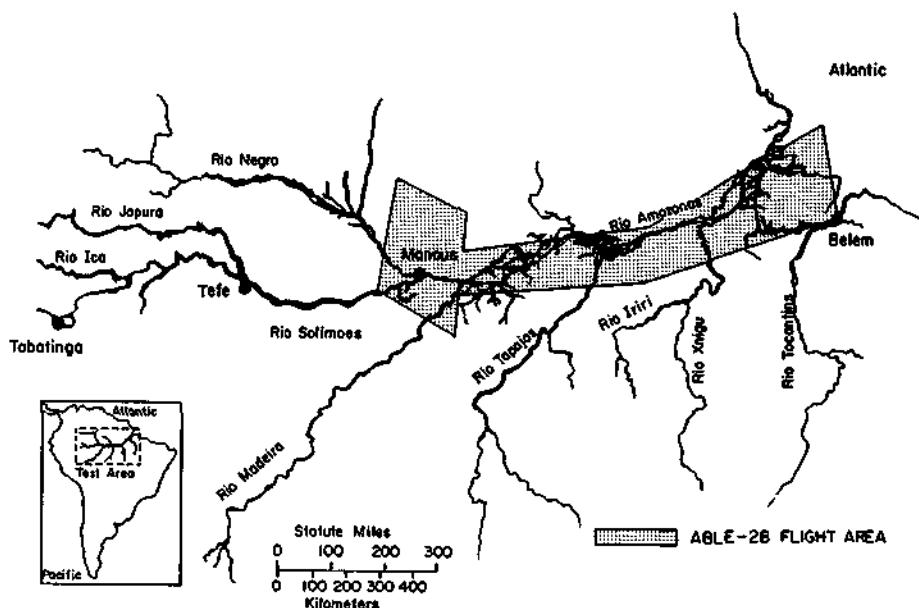 Atlantic
Rio Negro
Rio Japura
Rio Amazonas
Rio Ica
Manaus
Belem
Tefe
Rio Iriri
Rio Solimoes
Tabatinga
Rio Tapajos
Rio Xnigu
Rio Tocantins
Atlantic
Test Area
Rio Madeira
Pacific
Statute Miles
0 100 200 300
0 100 200 300 400
Kilometers
ABLE-2B FLIGHT AREA